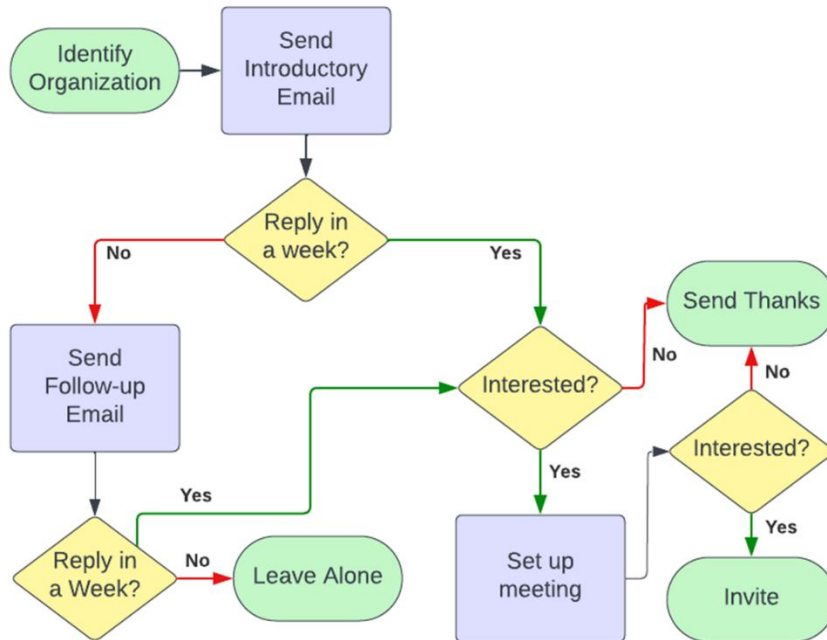 Identify
Organization
Send
Introductory
Email
Reply in
a week?
No
Yes
Send Thanks
Send
Follow-up
Email
Interested?
No
No
Interested?
Yes
Yes
Yes
Reply in
a Week?
No
Leave Alone
Set up
meeting
Invite